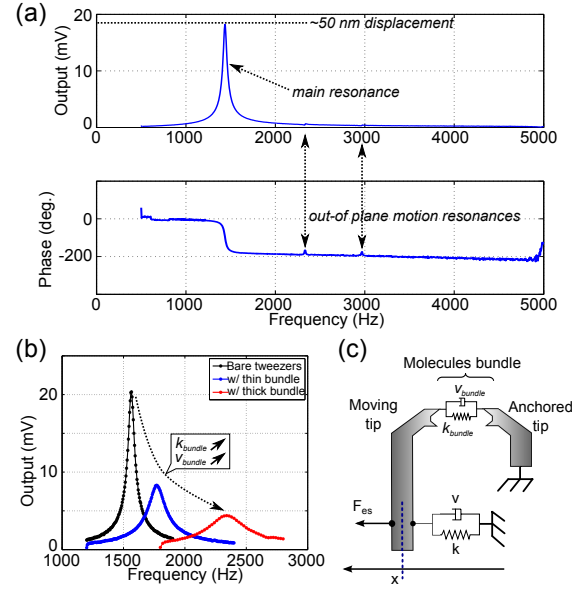 (a)
~50 nm displacement
20
10
0
Output (mV)
main resonance
0 1000 2000 3000 4000 5000
0
-200
Phase (deg.)
out-of plane motion resonances
0 1000 2000 3000 4000 5000
Frequency (Hz)
(b)
25
20
15
10
5
0
Output (mV)
Bare tweezers
w/ thin bundle
w/ thick bundle
k_bundle
v_bundle
1000 1500 2000 2500 3000
Frequency (Hz)
(c)
Molecules bundle
v_bundle
Moving tip
k_bundle
Anchored tip
F_es
v
k
x